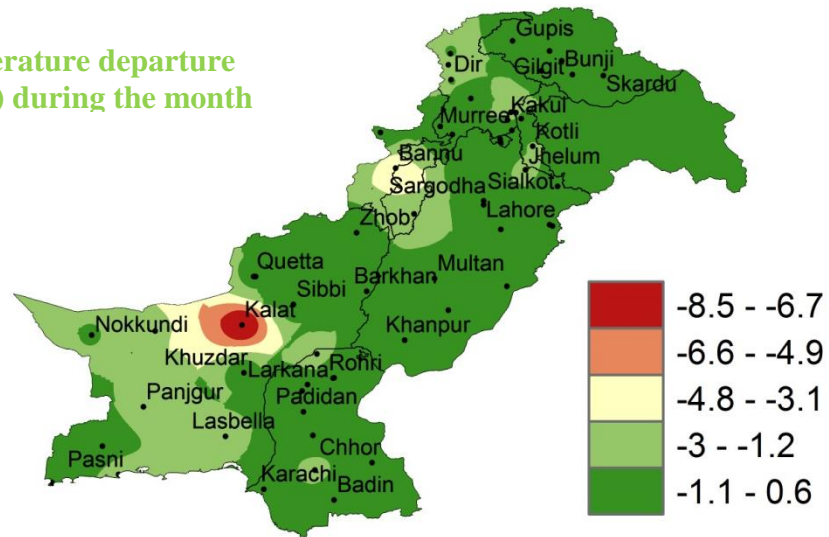 erature departure
) during the month
Gupis
Dir
Gilgit
Bunji
Skardu
Kakul
Murree
Kotli
Bannu
Jhelum
Sargodha
Sialkot
Zhob
Lahore
Quetta
Barkhan
Multan
Sibbi
Kalat
Nokkundi
Khanpur
Khuzdar
Larkana
Rohri
Panjgur
Padidan
Lasbella
Chhor
Pasni
Karachi
Badin
-8.5 - -6.7
-6.6 - -4.9
-4.8 - -3.1
-3 - -1.2
-1.1 - 0.6